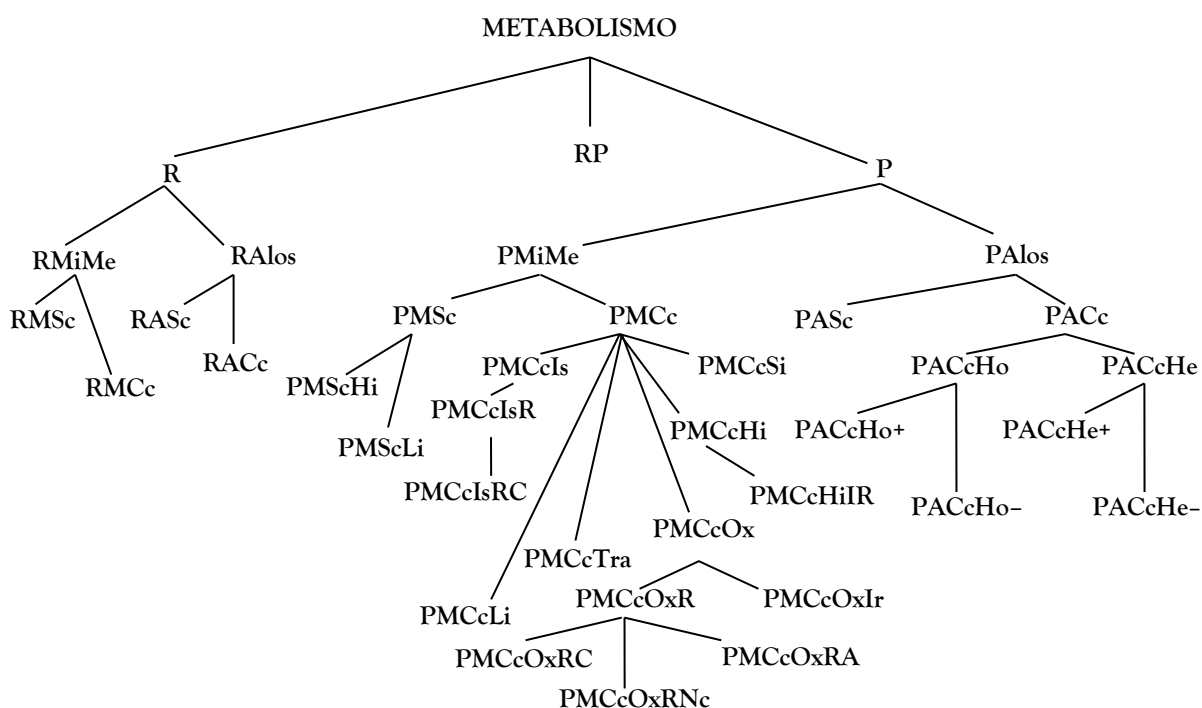 METABOLISMO
R
RP
P
RMiMe
RAlos
PMiMe
PAlos
RMSc
RASc
PMSc
PMCc
PASc
PACc
RMCc
RACc
PMScHi
PMCcIs
PMCcSi
PACcHo
PACcHe
PMCcIsR
PMScLi
PMCcHi
PACcHo+
PACcHe+
PMCcIsRC
PMCcHiIR
PACcHo–
PACcHe–
PMCcOx
PMCcTra
PMCcLi
PMCcOxR
PMCcOxIr
PMCcOxRC
PMCcOxRA
PMCcOxRNc